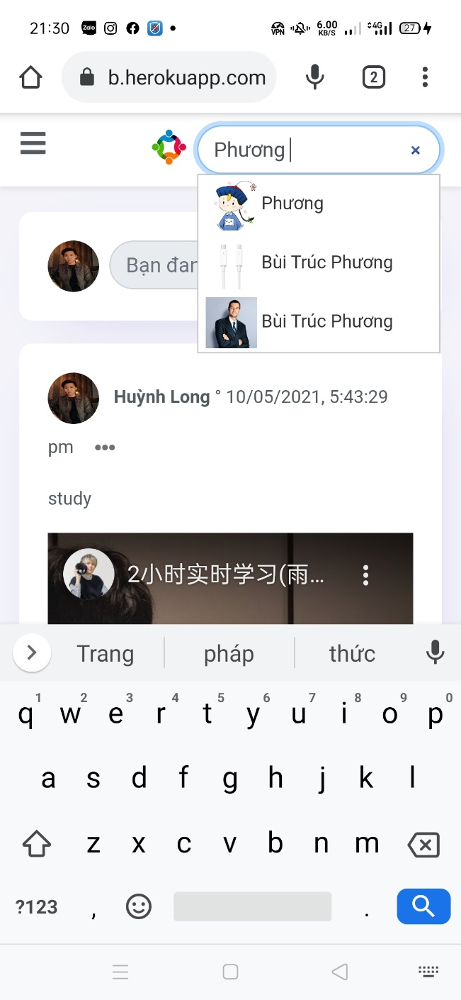 21:30
Zalo
VPN
6.00
KB/S
4G
27
b.herokuapp.com
2
Phương
×
Phương
Bùi Trúc Phương
Bùi Trúc Phương
Bạn đan
Huỳnh Long ° 10/05/2021, 5:43:29
pm •••
study
2小时实时学习(雨...
Trang pháp thức
1 2 3 4 5 6 7 8 9 0
q w e r t y u i o p
a s d f g h j k l
z x c v b n m
?123 , .